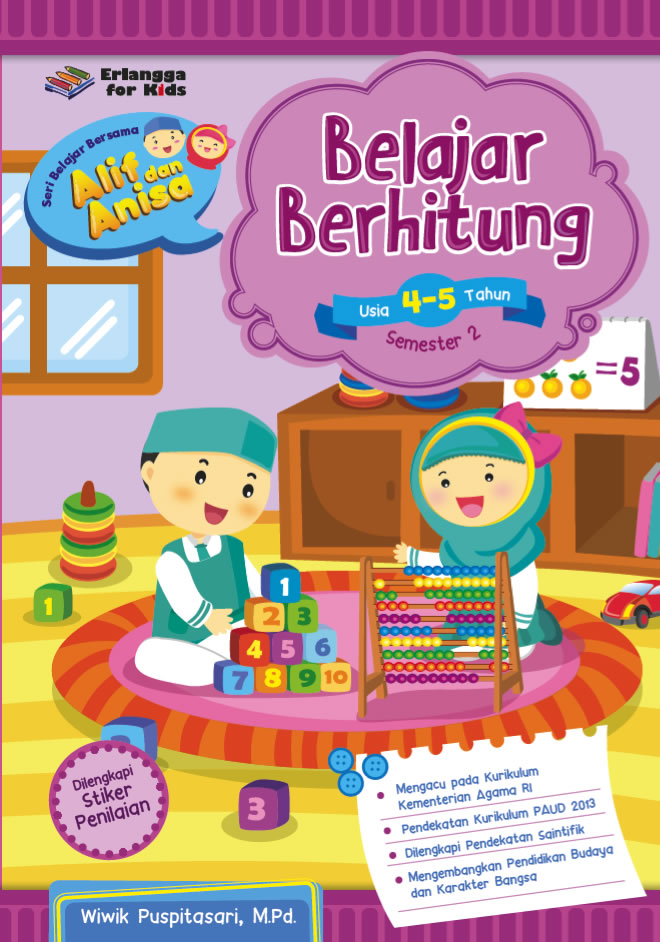 Erlangga
for Kids
Seri Belajar Bersama
Alif dan
Anisa
Belajar
Berhitung
Usia 4-5 Tahun
Semester 2
=5
1
1
2 3
4 5 6
7 8 9 10
2
3
Dilengkapi
Stiker
Penilaian
• Mengacu pada Kurikulum
Kementerian Agama RI
• Pendekatan Kurikulum PAUD 2013
• Dilengkapi Pendekatan Saintifik
• Mengembangkan Pendidikan Budaya
dan Karakter Bangsa
Wiwik Puspitasari, M.Pd.